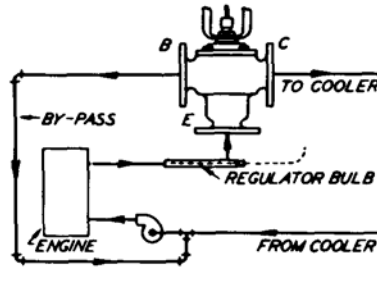 B C
TO COOLER
BY-PASS
E
REGULATOR BULB
ENGINE
FROM COOLER